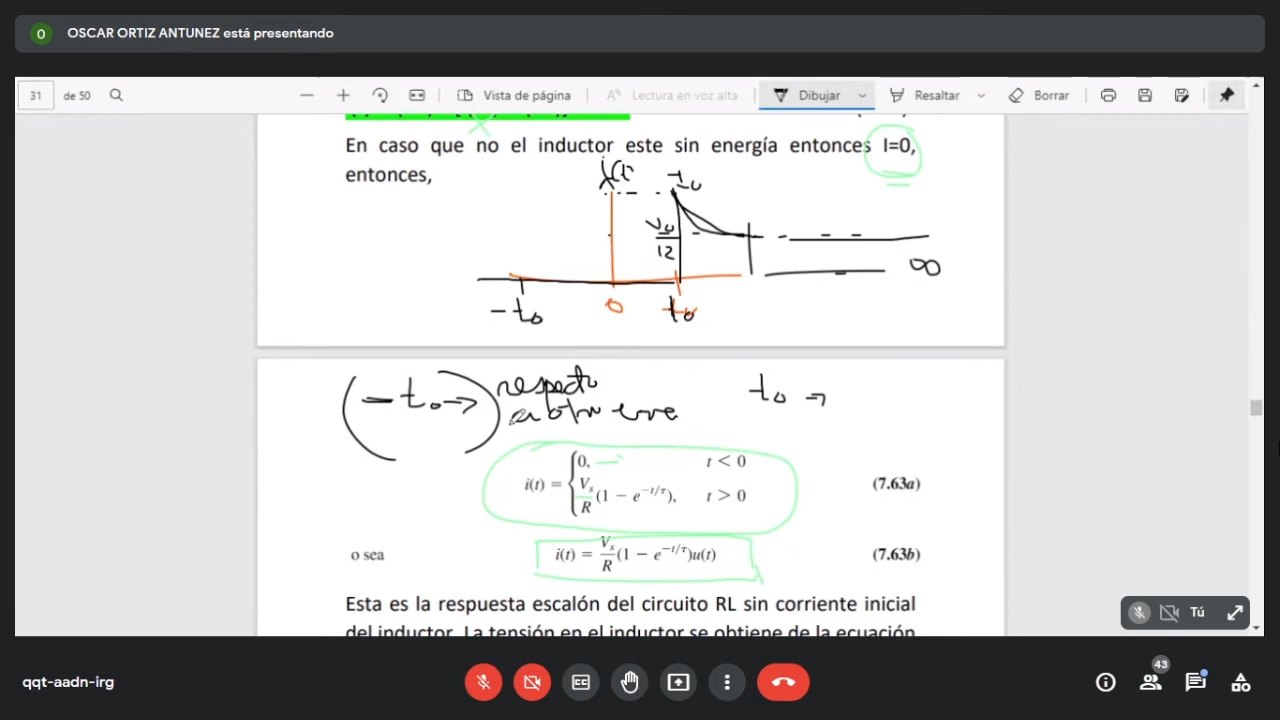 O OSCAR ORTIZ ANTUNEZ está presentando
31 de 50 Vista de página Lectura en voz alta Dibujar Resaltar Borrar
En caso que no el inductor este sin energía entonces I=0,
entonces,
i(t
12
∞
-t₀ 0 t₀
(-t₀→) respecto t₀ →
i(t) = {0, t < 0
Vs/R (1 − e^−t/τ), t > 0 (7.63a)
o sea i(t) = Vs/R (1 − e^−t/τ)u(t) (7.63b)
Esta es la respuesta escalón del circuito RL sin corriente inicial
del inductor. La tensión en el inductor se obtiene de la ecuación
Tú
qqt-aadn-irg
43